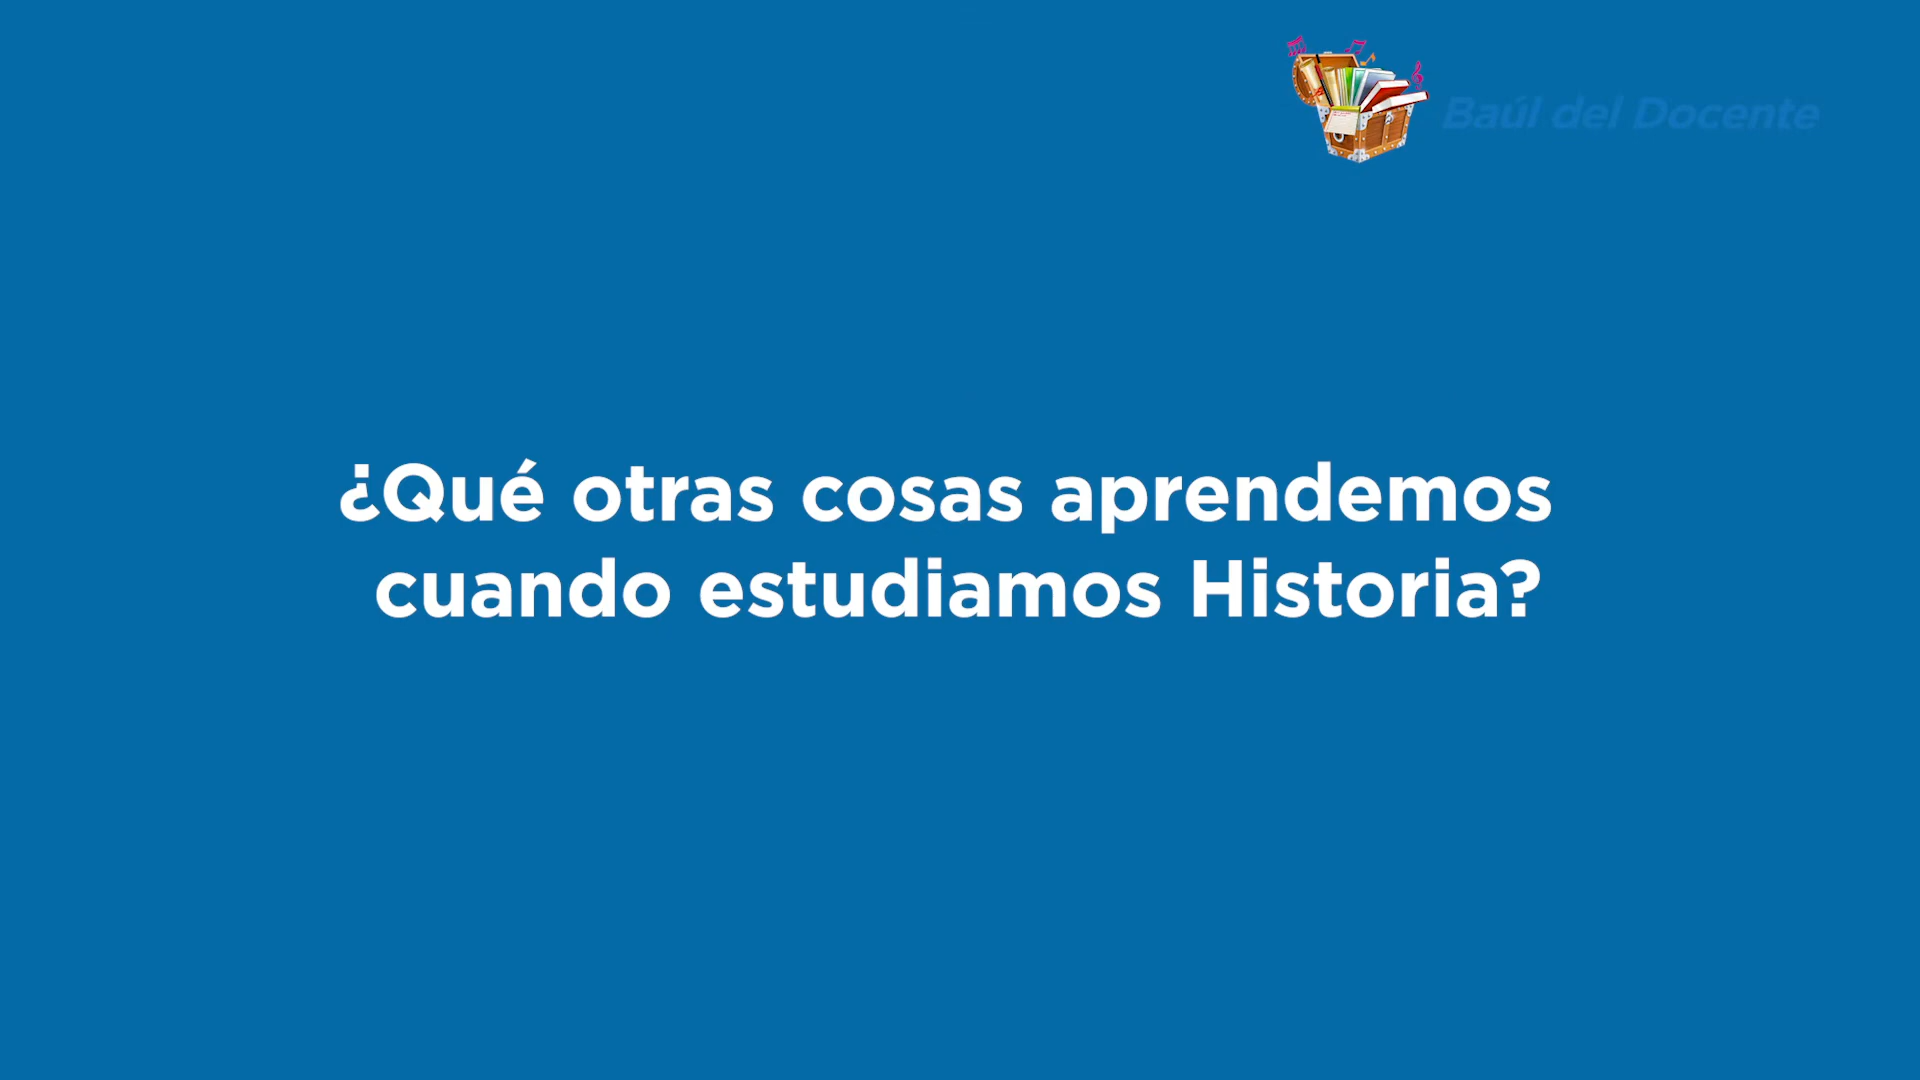 Baúl del Docente
¿Qué otras cosas aprendemos
cuando estudiamos Historia?